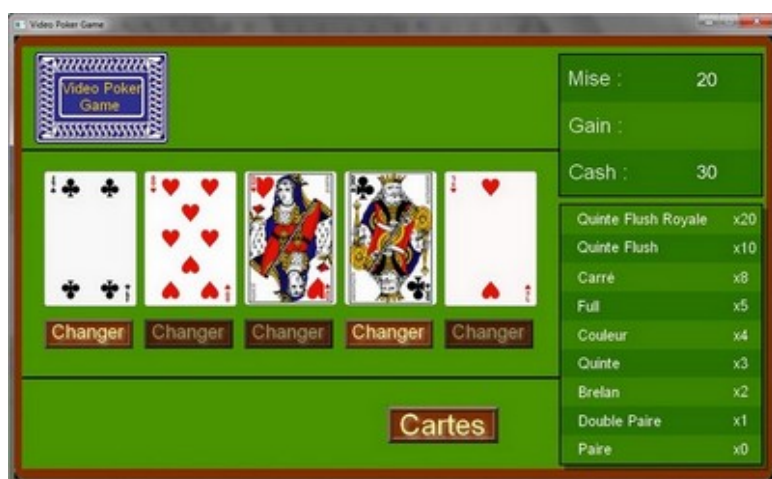 Video Poker Game
Video Poker
Game
Mise : 20
Gain :
Cash : 30
Changer Changer Changer Changer Changer
Quinte Flush Royale x20
Quinte Flush x10
Carré x8
Full x5
Couleur x4
Quinte x3
Brelan x2
Double Paire x1
Paire x0
Cartes